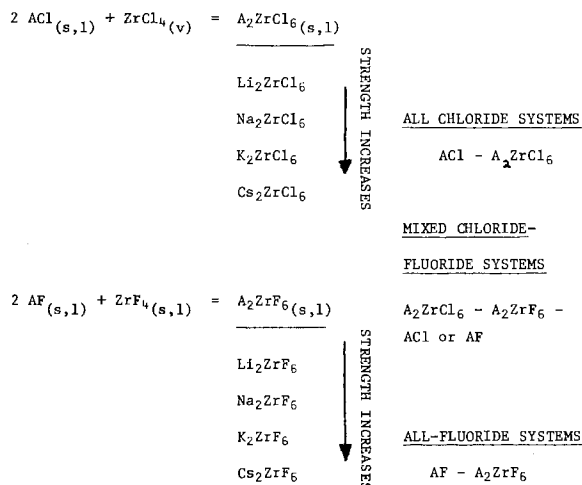 2 ACl(s,l) + ZrCl4(v) = A2ZrCl6(s,l)
Li2ZrCl6
Na2ZrCl6
K2ZrCl6
Cs2ZrCl6
STRENGTH INCREASES
ALL CHLORIDE SYSTEMS
ACl - A2ZrCl6
MIXED CHLORIDE-
FLUORIDE SYSTEMS
A2ZrCl6 - A2ZrF6 -
ACl or AF
2 AF(s,l) + ZrF4(s,l) = A2ZrF6(s,l)
Li2ZrF6
Na2ZrF6
K2ZrF6
Cs2ZrF6
STRENGTH INCREASES
ALL-FLUORIDE SYSTEMS
AF - A2ZrF6